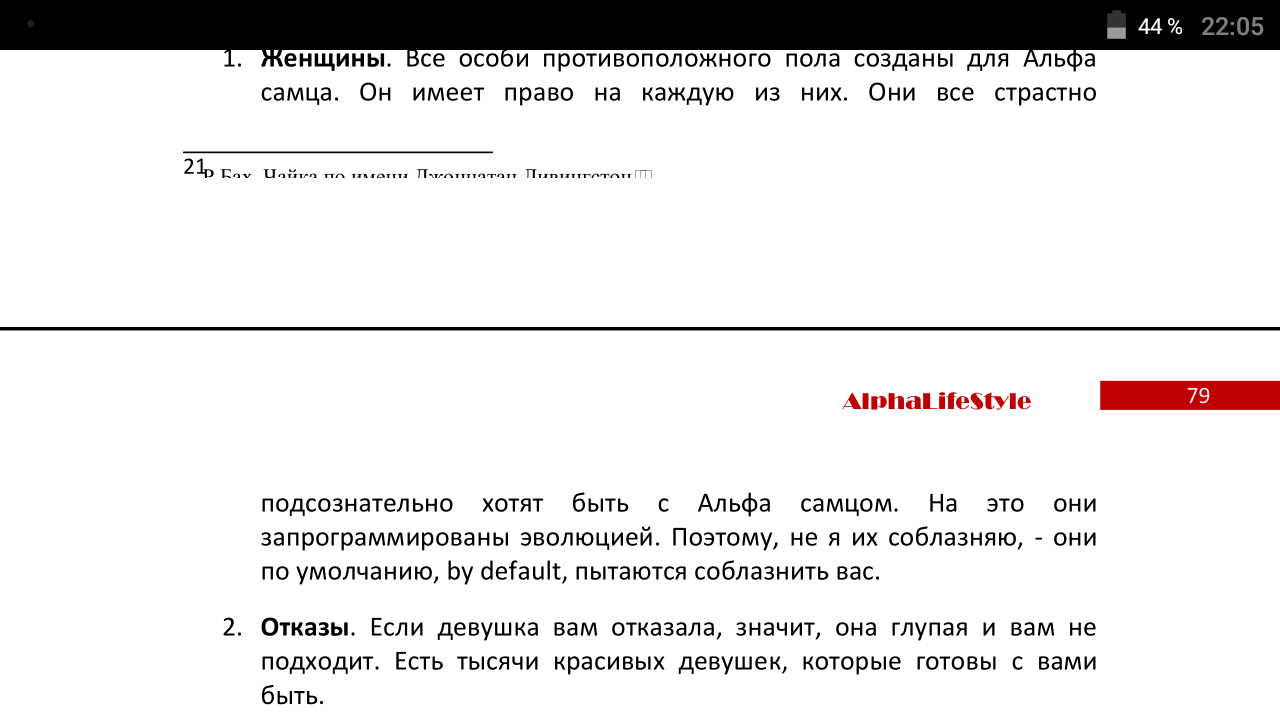 44 % 22:05
1. Женщины. Все особи противоположного пола созданы для Альфа
самца. Он имеет право на каждую из них. Они все страстно
21
Р Бах. Чайка по имени Джоннатан Ливингстон
AlphaLifeStyle 79
подсознательно хотят быть с Альфа самцом. На это они
запрограммированы эволюцией. Поэтому, не я их соблазняю, - они
по умолчанию, by default, пытаются соблазнить вас.
2. Отказы. Если девушка вам отказала, значит, она глупая и вам не
подходит. Есть тысячи красивых девушек, которые готовы с вами
быть.